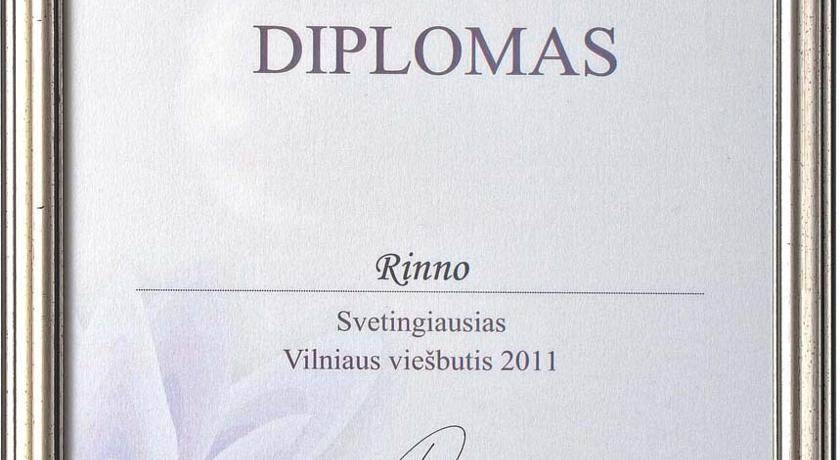 DIPLOMAS
Rinno
Svetingiausias
Vilniaus viešbutis 2011